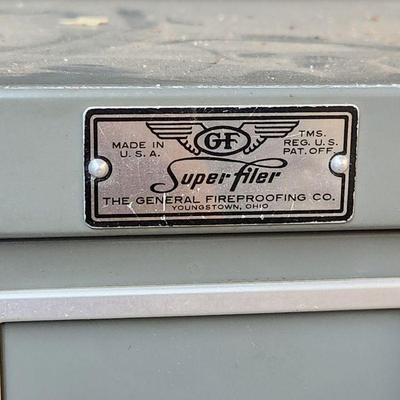 MADE IN
U.S.A.
GF
TMS.
REG. U.S.
PAT. OFF.
Super filer
THE GENERAL FIREPROOFING CO.
YOUNGSTOWN, OHIO